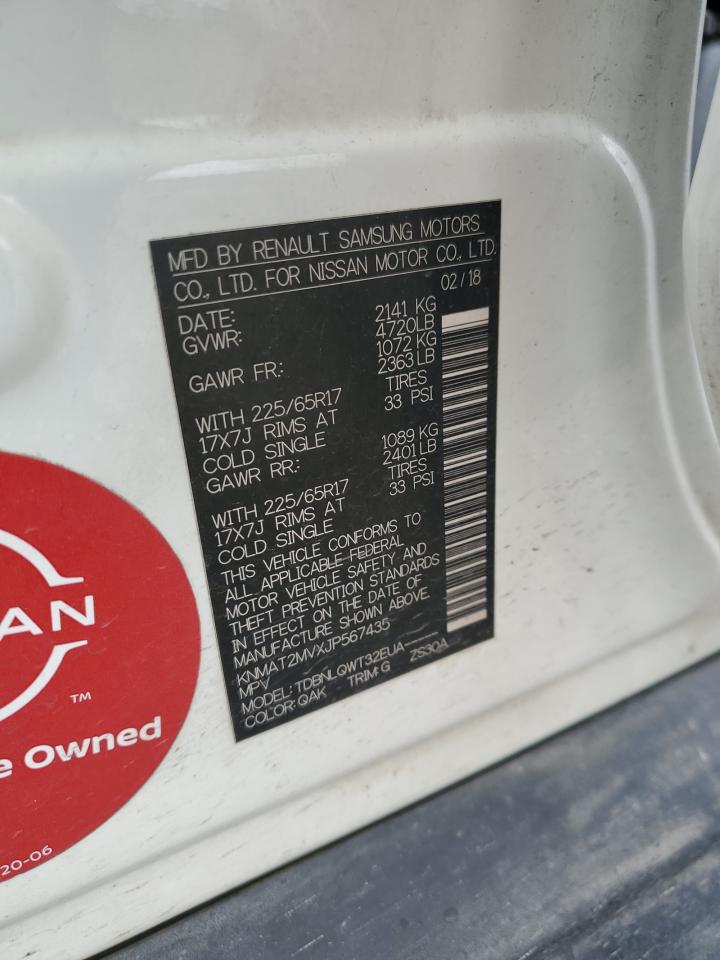 MFD BY RENAULT SAMSUNG MOTORS
CO., LTD. FOR NISSAN MOTOR CO., LTD.
DATE: 02/18
GVWR: 2141 KG
4720LB
GAWR FR: 1072 KG
2363 LB
WITH 225/65R17 TIRES
17X7J RIMS AT 33 PSI
COLD SINGLE
GAWR RR: 1089 KG
2401 LB
WITH 225/65R17 TIRES
17X7J RIMS AT 33 PSI
COLD SINGLE
THIS VEHICLE CONFORMS TO
ALL APPLICABLE FEDERAL
MOTOR VEHICLE SAFETY AND
THEFT PREVENTION STANDARDS
IN EFFECT ON THE DATE OF
MANUFACTURE SHOWN ABOVE.
KNMAT2MVXJP567435
MPV
MODEL: TDBNLQWT32EUA-----
COLOR: QAK TRIM:G ZS30A
AN
TM
e Owned
20-06